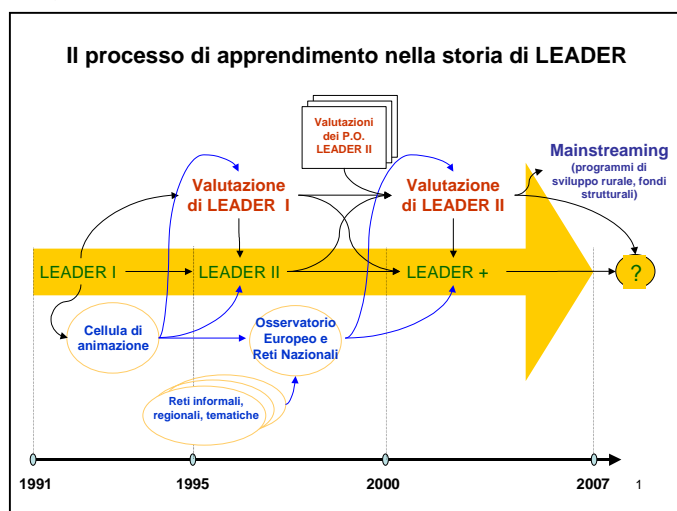 Il processo di apprendimento nella storia di LEADER
Valutazioni
dei P.O.
LEADER II
Mainstreaming
(programmi di
sviluppo rurale, fondi
strutturali)
Valutazione
di LEADER I
Valutazione
di LEADER II
LEADER I
LEADER II
LEADER +
?
Cellula di
animazione
Osservatorio
Europeo e
Reti Nazionali
Reti informali,
regionali, tematiche
1991
1995
2000
2007
1